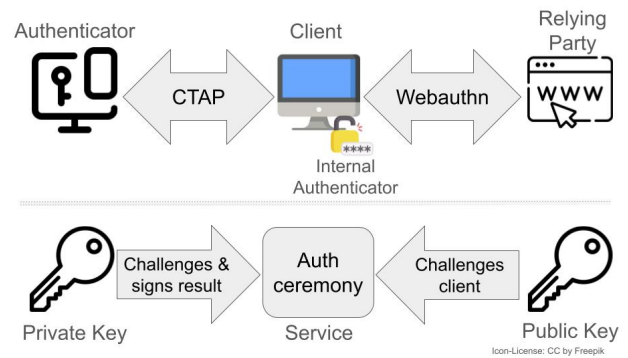 Authenticator
Client
Relying
Party
CTAP
Webauthn
WWW
****
Internal
Authenticator
Challenges &
signs result
Auth
ceremony
Challenges
client
Private Key
Service
Public Key
Icon-License: CC by Freepik